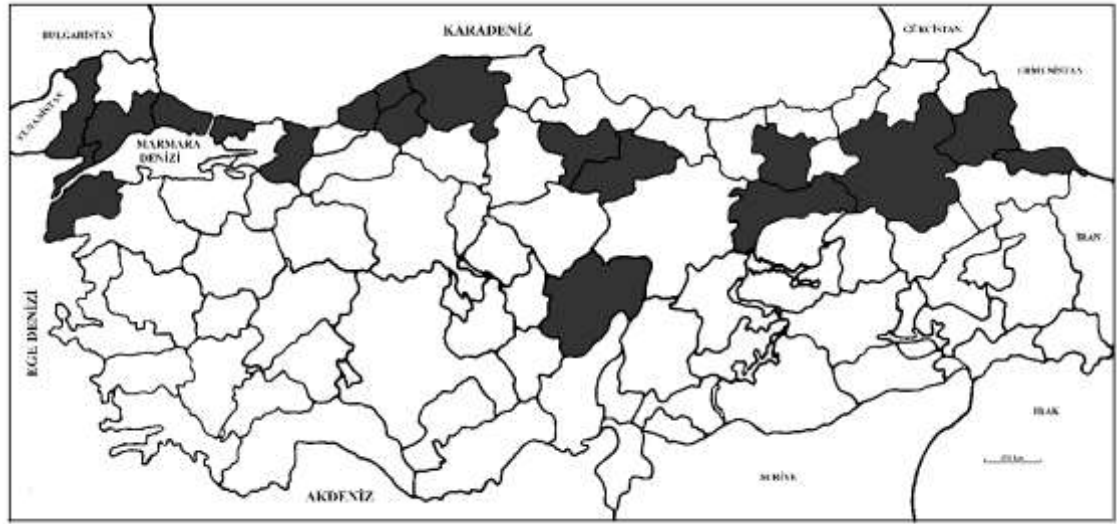 BULGARİSTAN
KARADENİZ
GÜRCİSTAN
ERMENİSTAN
YUNANİSTAN
MARMARA
DENİZİ
İRAN
EGE DENİZİ
IRAK
AKDENİZ
SURİYE